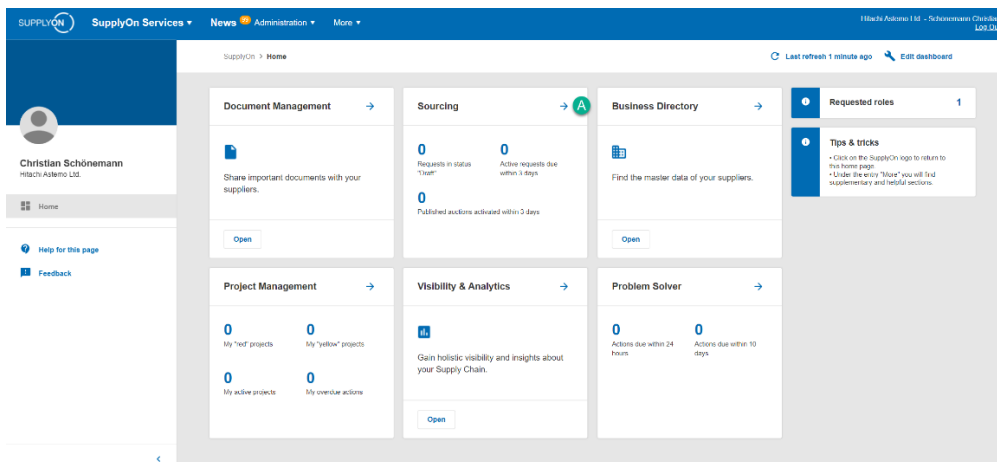 SUPPLYON
SupplyOn Services
News 99
Administration
More
Hitachi Astemo Ltd. - Schönemann Christian
Log Ou
SupplyOn > Home
Last refresh 1 minute ago
Edit dashboard
Christian Schönemann
Hitachi Astemo Ltd.
Home
Help for this page
Feedback
Document Management
Share important documents with your
suppliers.
Open
Sourcing
A
0
Requests in status
"Draft"
0
Active requests due
within 3 days
0
Published auctions activated within 3 days
Business Directory
Find the master data of your suppliers.
Open
Requested roles
1
Tips & tricks
• Click on the SupplyOn logo to return to
this home page.
• Under the entry "More" you will find
supplementary and helpful sections.
Project Management
0
My "red" projects
0
My "yellow" projects
0
My active projects
0
My overdue actions
Visibility & Analytics
Gain holistic visibility and insights about
your Supply Chain.
Open
Problem Solver
0
Actions due within 24
hours
0
Actions due within 10
days